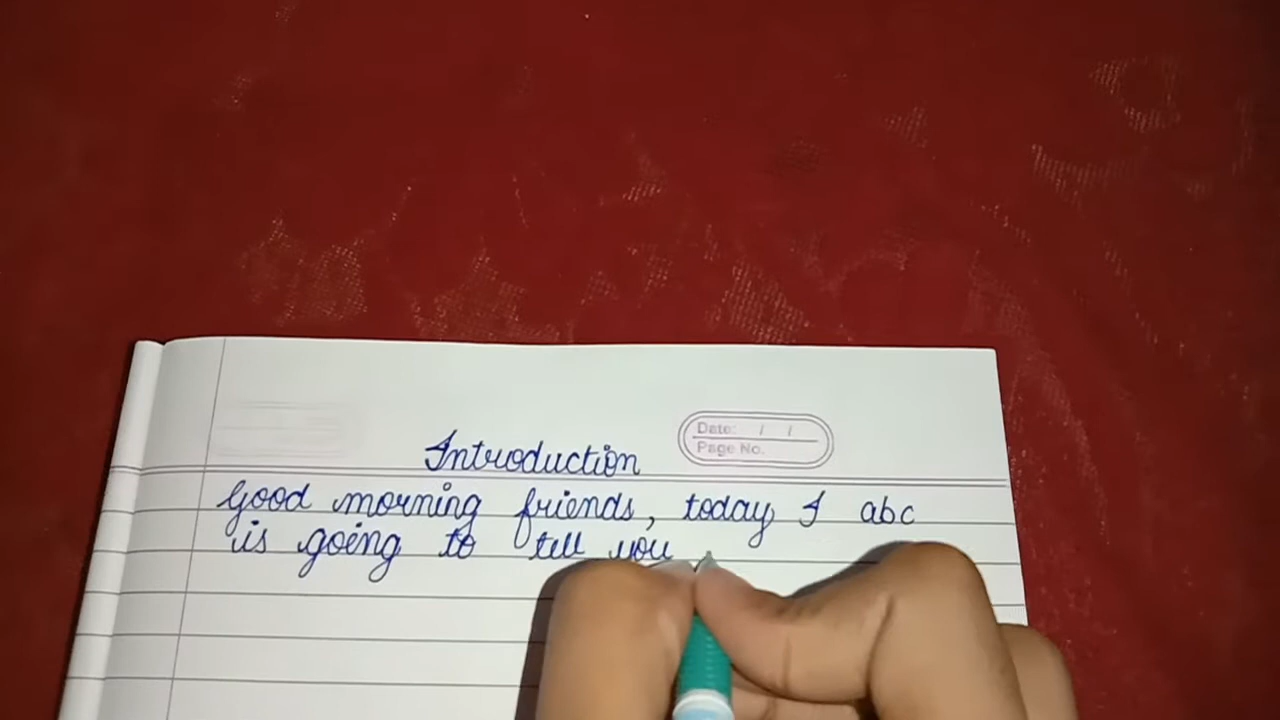 Date: / /
Page No.
Introduction
Good morning friends, today I abc
is going to tell you